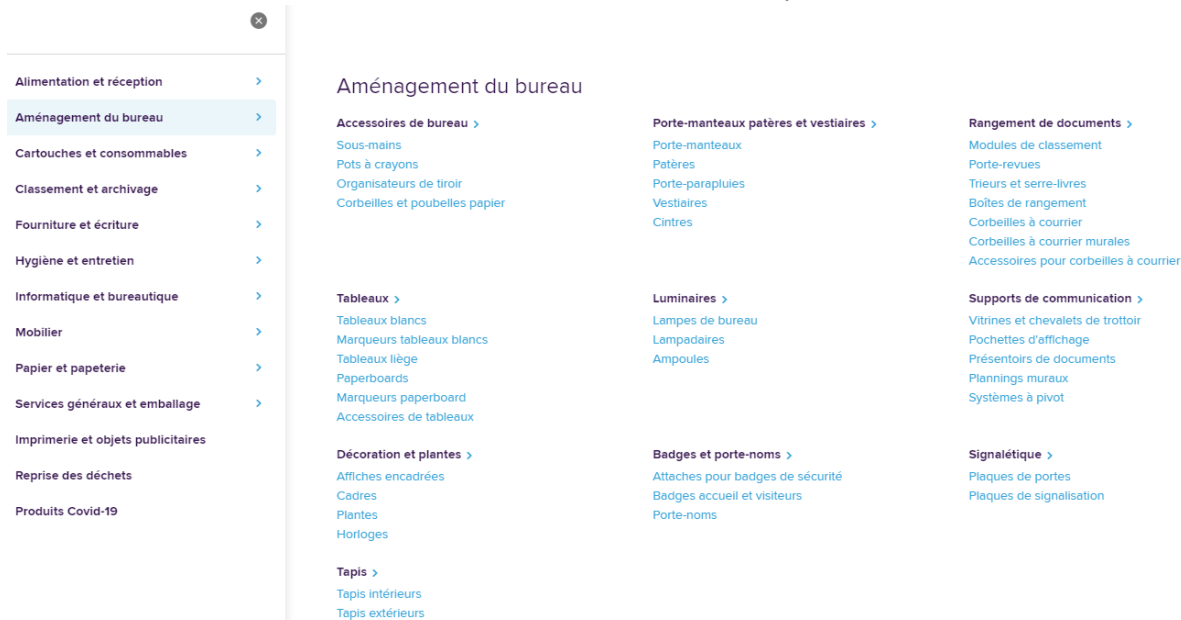 Alimentation et réception
Aménagement du bureau
Cartouches et consommables
Classement et archivage
Fourniture et écriture
Hygiène et entretien
Informatique et bureautique
Mobilier
Papier et papeterie
Services généraux et emballage
Imprimerie et objets publicitaires
Reprise des déchets
Produits Covid-19
Aménagement du bureau
Accessoires de bureau
Sous-mains
Pots à crayons
Organisateurs de tiroir
Corbeilles et poubelles papier
Porte-manteaux patères et vestiaires
Porte-manteaux
Patères
Porte-parapluies
Vestiaires
Cintres
Rangement de documents
Modules de classement
Porte-revues
Trieurs et serre-livres
Boîtes de rangement
Corbeilles à courrier
Corbeilles à courrier murales
Accessoires pour corbeilles à courrier
Tableaux
Tableaux blancs
Marqueurs tableaux blancs
Tableaux liège
Paperboards
Marqueurs paperboard
Accessoires de tableaux
Luminaires
Lampes de bureau
Lampadaires
Ampoules
Supports de communication
Vitrines et chevalets de trottoir
Pochettes d'affichage
Présentoirs de documents
Plannings muraux
Systèmes à pivot
Décoration et plantes
Affiches encadrées
Cadres
Plantes
Horloges
Badges et porte-noms
Attaches pour badges de sécurité
Badges accueil et visiteurs
Porte-noms
Signalétique
Plaques de portes
Plaques de signalisation
Tapis
Tapis intérieurs
Tapis extérieurs